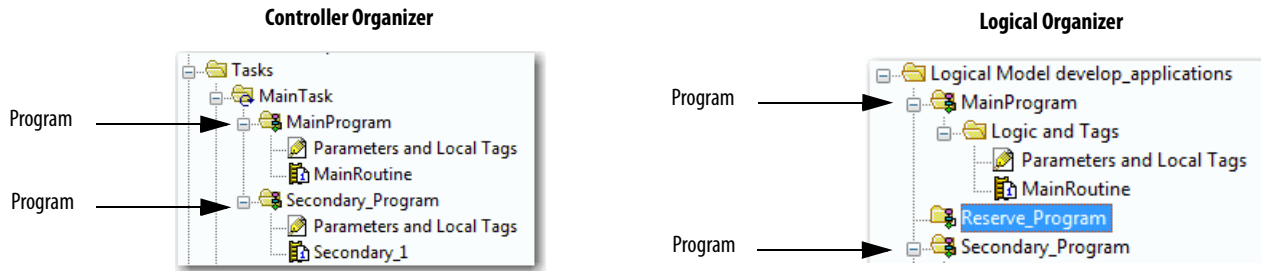 Controller Organizer
Tasks
MainTask
Program
MainProgram
Parameters and Local Tags
MainRoutine
Program
Secondary_Program
Parameters and Local Tags
Secondary_1
Logical Organizer
Logical Model develop_applications
Program
MainProgram
Logic and Tags
Parameters and Local Tags
MainRoutine
Reserve_Program
Program
Secondary_Program